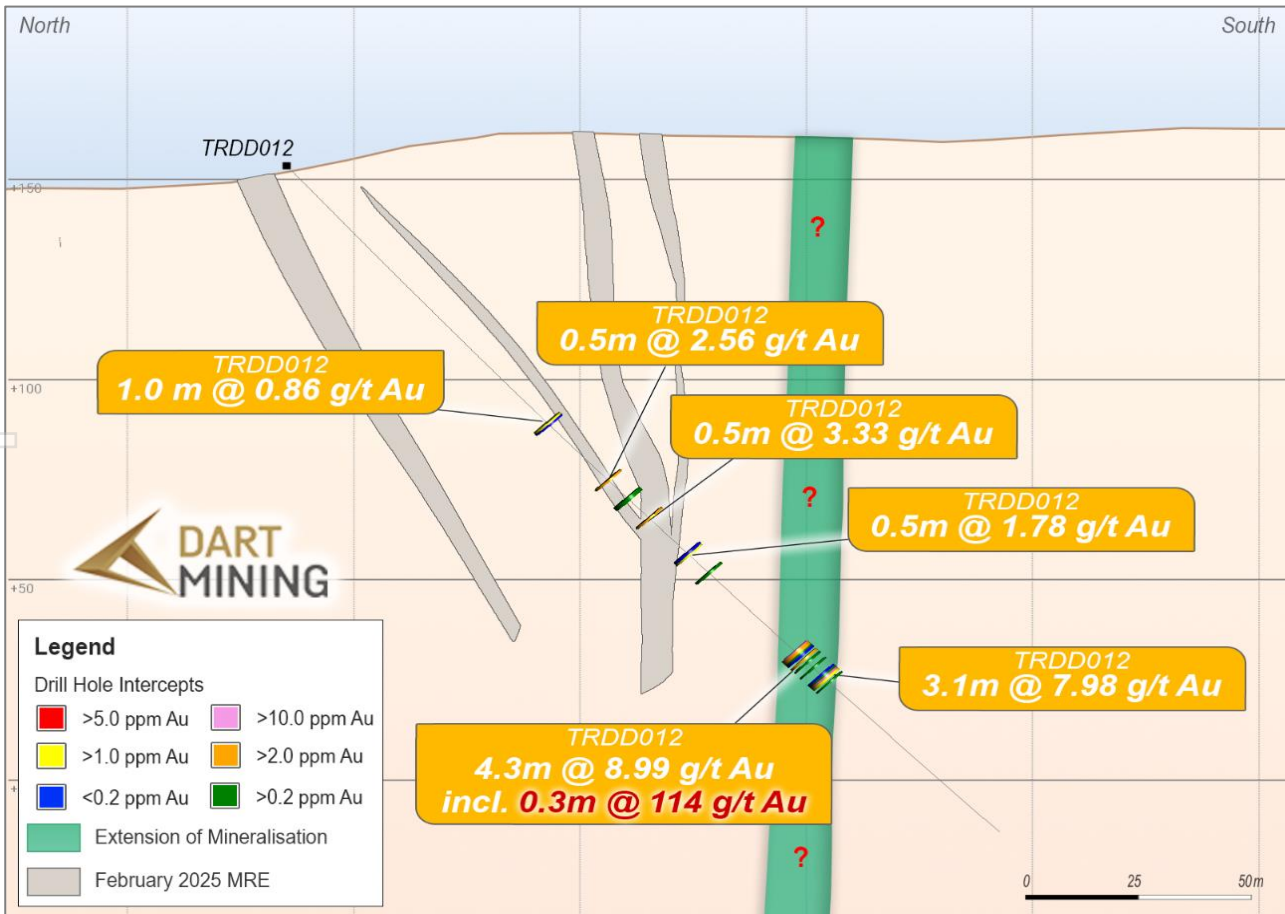 North
South
TRDD012
+150
TRDD012
0.5m @ 2.56 g/t Au
TRDD012
1.0 m @ 0.86 g/t Au
+100
TRDD012
0.5m @ 3.33 g/t Au
?
?
TRDD012
0.5m @ 1.78 g/t Au
DART
MINING
+50
TRDD012
3.1m @ 7.98 g/t Au
TRDD012
4.3m @ 8.99 g/t Au
incl. 0.3m @ 114 g/t Au
?
Legend
Drill Hole Intercepts
>5.0 ppm Au >10.0 ppm Au
>1.0 ppm Au >2.0 ppm Au
<0.2 ppm Au >0.2 ppm Au
Extension of Mineralisation
February 2025 MRE
0 25 50m